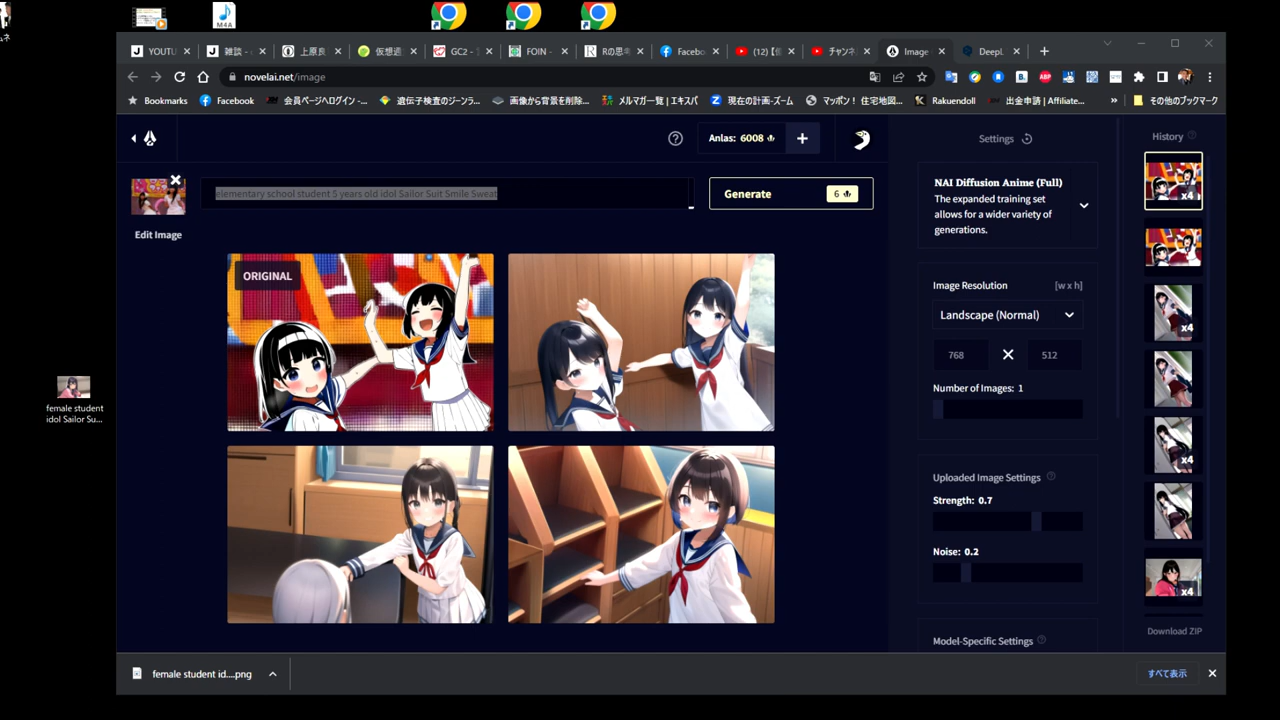 M4A
ムネ
YOUTU
雑談 -
上原良
仮想通
GC2 -
FOIN -
Rの思考
Facebo
(12)【
チャンネ
Image
DeepL
novelai.net/image
Bookmarks
Facebook
会員ページへログイン -...
遺伝子検査のジーンラ...
画像から背景を削除...
メルマガ一覧 | エキスパ
現在の計画-ズーム
マッポン！住宅地図...
Rakuendoll
出金申請 | Affiliate...
»
その他のブックマーク
Anlas: 6008
+
Settings
History
elementary school student 5 years old idol Sailor Suit Smile Sweat
Generate
6
Edit Image
NAI Diffusion Anime (Full)
The expanded training set
allows for a wider variety of
generations.
ORIGINAL
Image Resolution
[w x h]
Landscape (Normal)
768
512
Number of Images: 1
Uploaded Image Settings
Strength: 0.7
Noise: 0.2
Model-Specific Settings
x4
x4
x4
x4
Download ZIP
female student
idol Sailor Su...
female student id....png
すべて表示